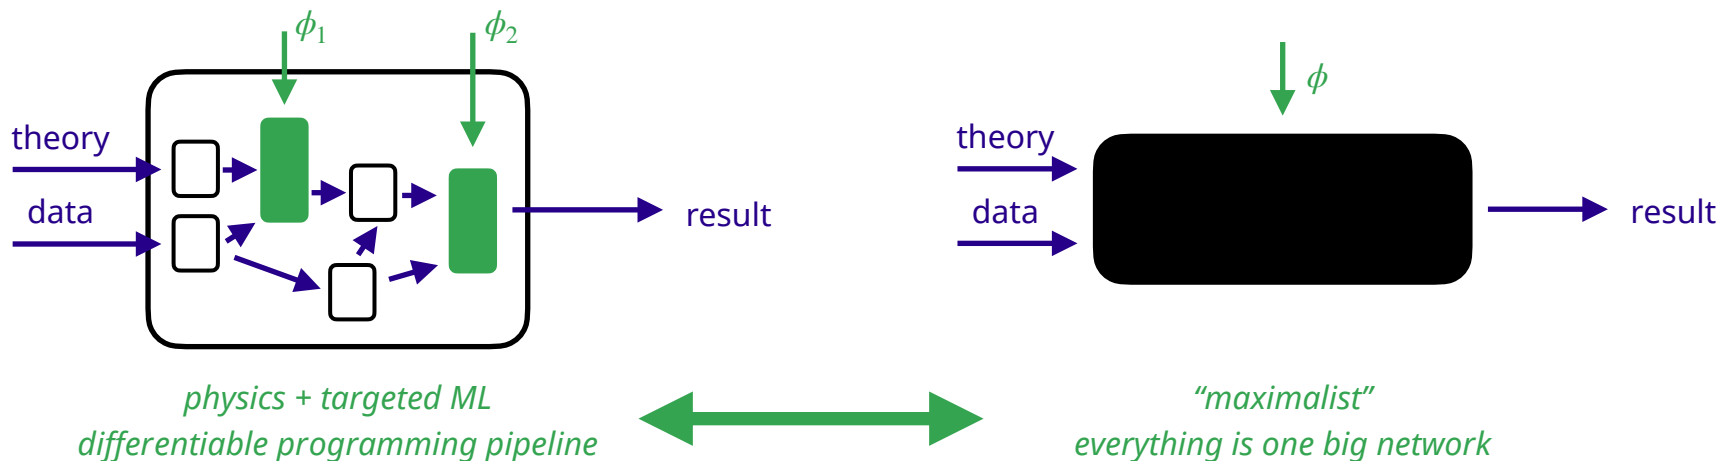 ϕ1
ϕ2
theory
data
result
physics + targeted ML
differentiable programming pipeline
ϕ
theory
data
result
“maximalist”
everything is one big network